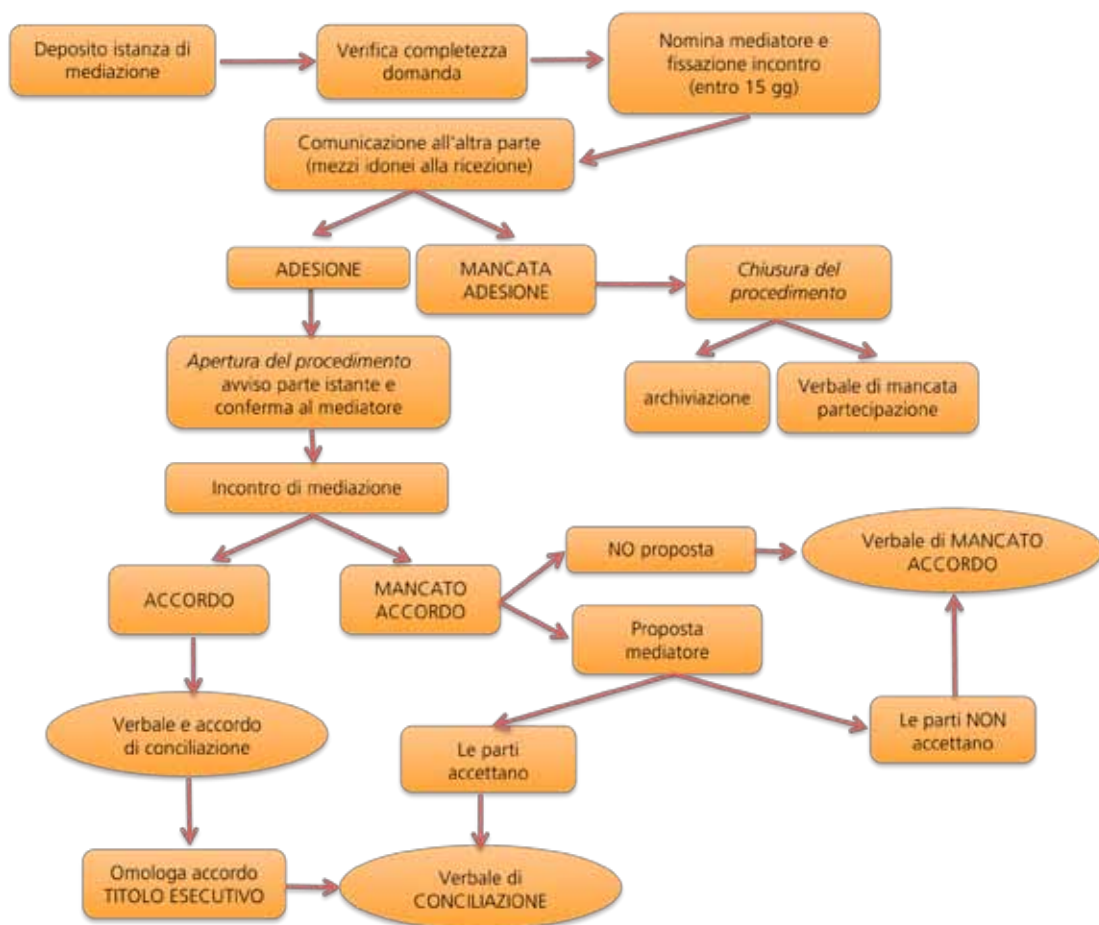 Deposito istanza di
mediazione
Verifica completezza
domanda
Nomina mediatore e
fissazione incontro
(entro 15 gg)
Comunicazione all'altra parte
(mezzi idonei alla ricezione)
ADESIONE
MANCATA
ADESIONE
Chiusura del
procedimento
Apertura del procedimento
avviso parte istante e
conferma al mediatore
archiviazione
Verbale di mancata
partecipazione
Incontro di mediazione
NO proposta
Verbale di MANCATO
ACCORDO
ACCORDO
MANCATO
ACCORDO
Proposta
mediatore
Verbale e accordo
di conciliazione
Le parti
accettano
Le parti NON
accettano
Omologa accordo
TITOLO ESECUTIVO
Verbale di
CONCILIAZIONE